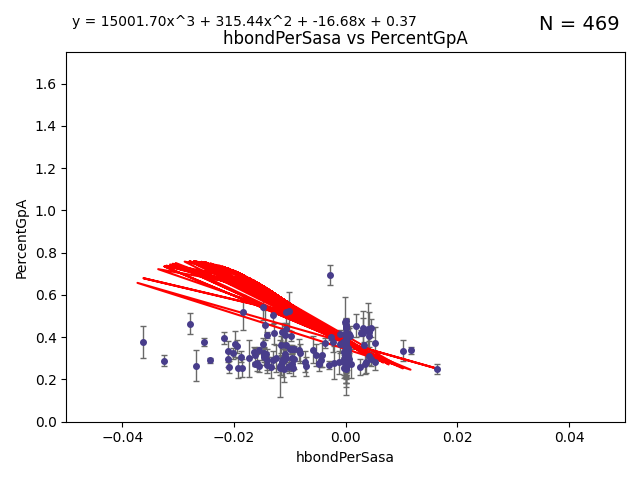 y = 15001.70x^3 + 315.44x^2 + -16.68x + 0.37
N = 469
hbondPerSasa vs PercentGpA
1.6
1.4
1.2
1.0
0.8
0.6
0.4
0.2
0.0
PercentGpA
−0.04 −0.02 0.00 0.02 0.04
hbondPerSasa